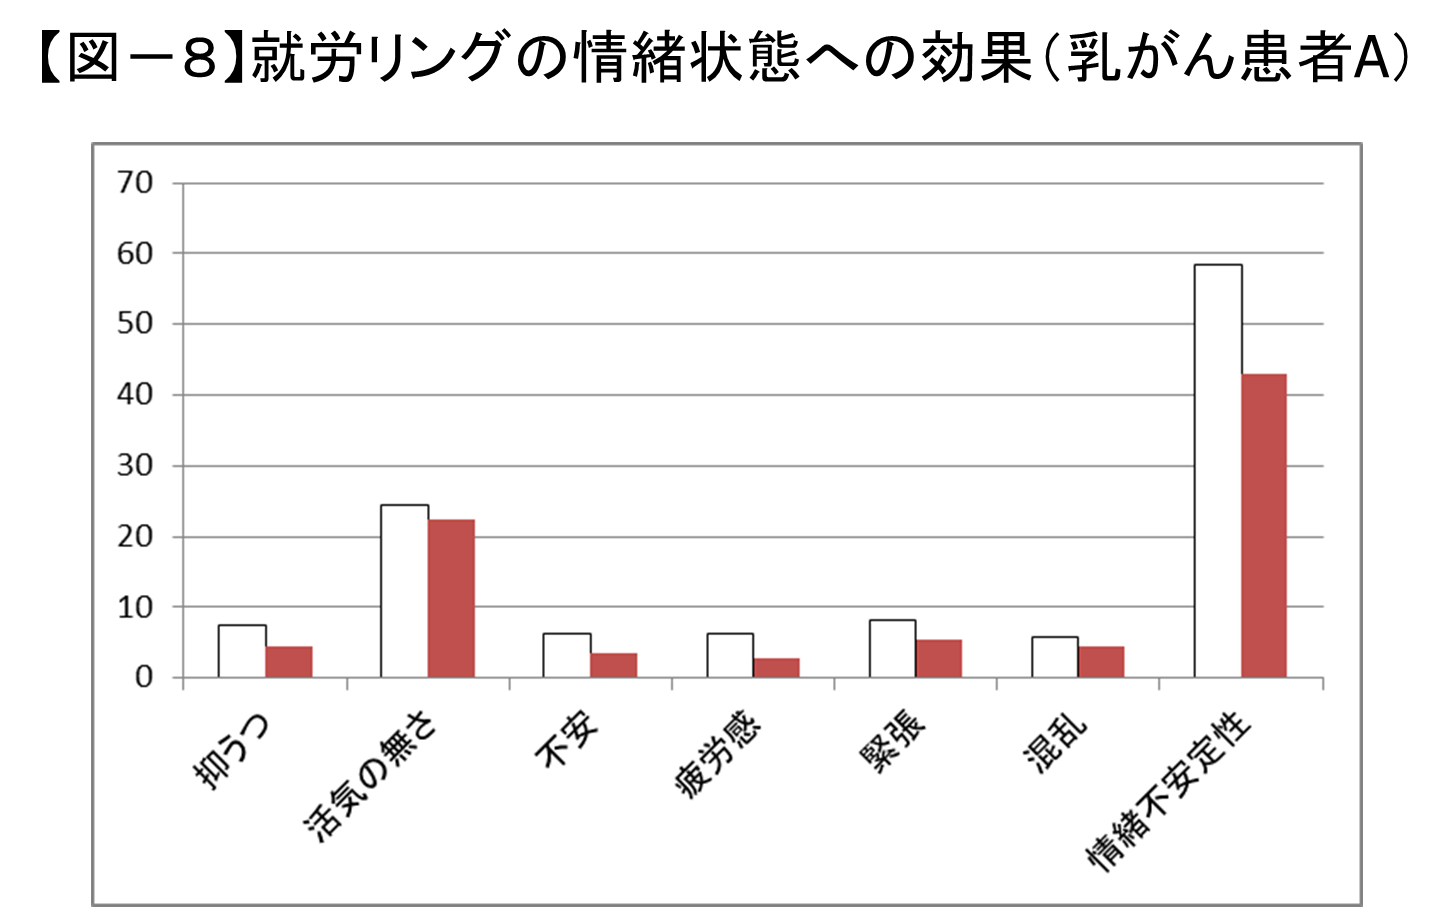 【図－８】就労リングの情緒状態への効果（乳がん患者A）
70
60
50
40
30
20
10
0
抑うつ
活気の無さ
不安
疲労感
緊張
混乱
情緒不安定性